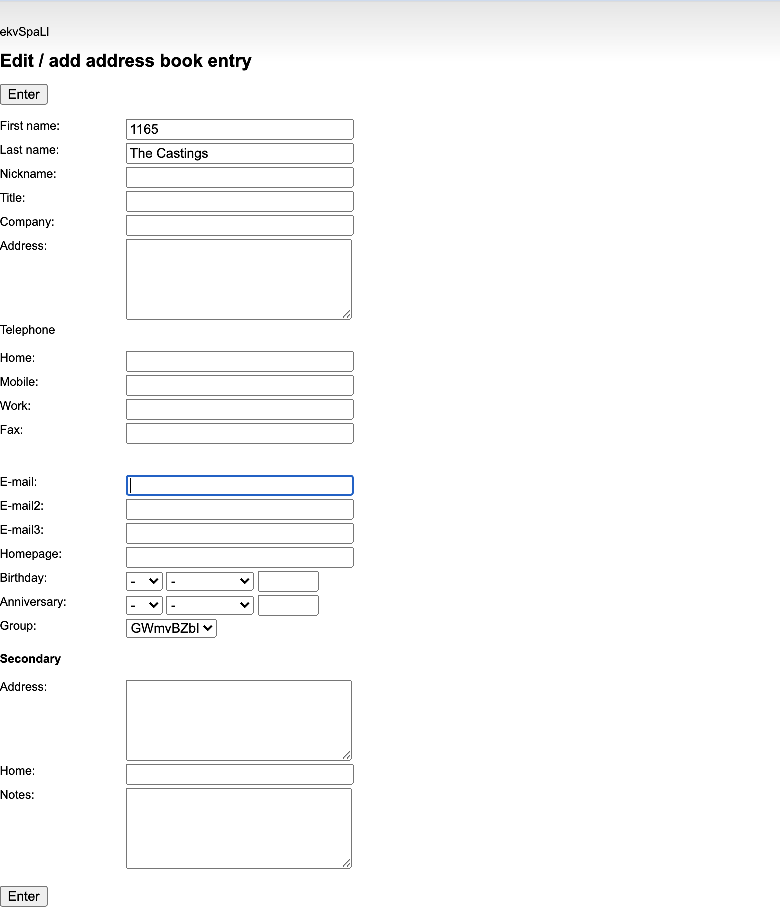 ekvSpaLl
Edit / add address book entry
Enter
First name: 1165
Last name: The Castings
Nickname:
Title:
Company:
Address:
Telephone
Home:
Mobile:
Work:
Fax:
E-mail:
E-mail2:
E-mail3:
Homepage:
Birthday: - -
Anniversary: - -
Group: GWmvBZbI
Secondary
Address:
Home:
Notes:
Enter